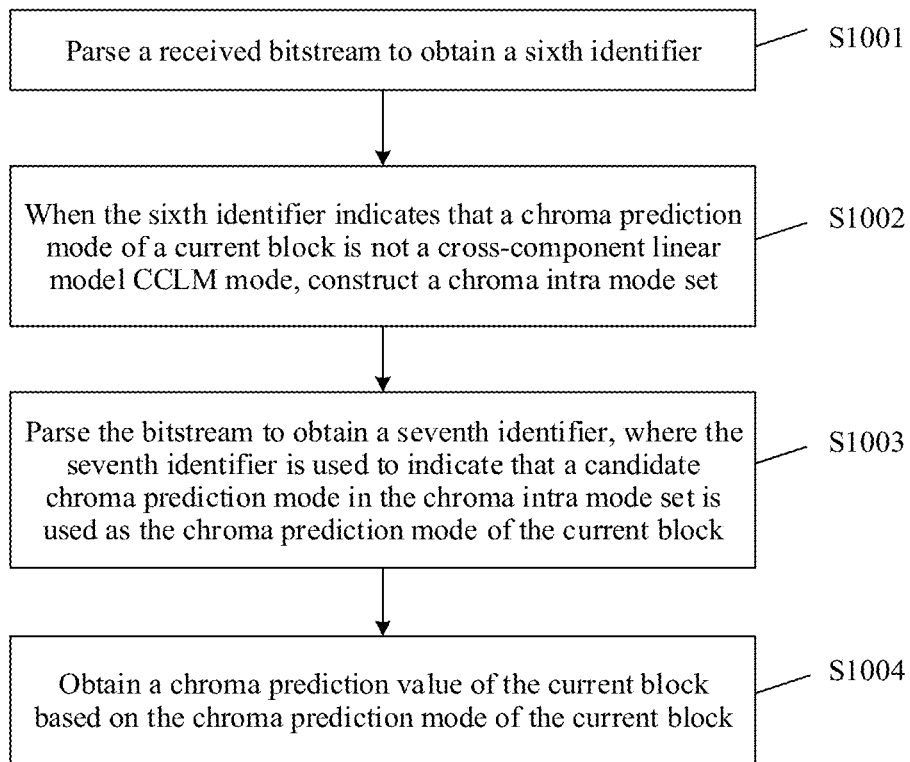 Parse a received bitstream to obtain a sixth identifier
S1001
When the sixth identifier indicates that a chroma prediction
mode of a current block is not a cross-component linear
model CCLM mode, construct a chroma intra mode set
S1002
Parse the bitstream to obtain a seventh identifier, where the
seventh identifier is used to indicate that a candidate
chroma prediction mode in the chroma intra mode set is
used as the chroma prediction mode of the current block
S1003
Obtain a chroma prediction value of the current block
based on the chroma prediction mode of the current block
S1004